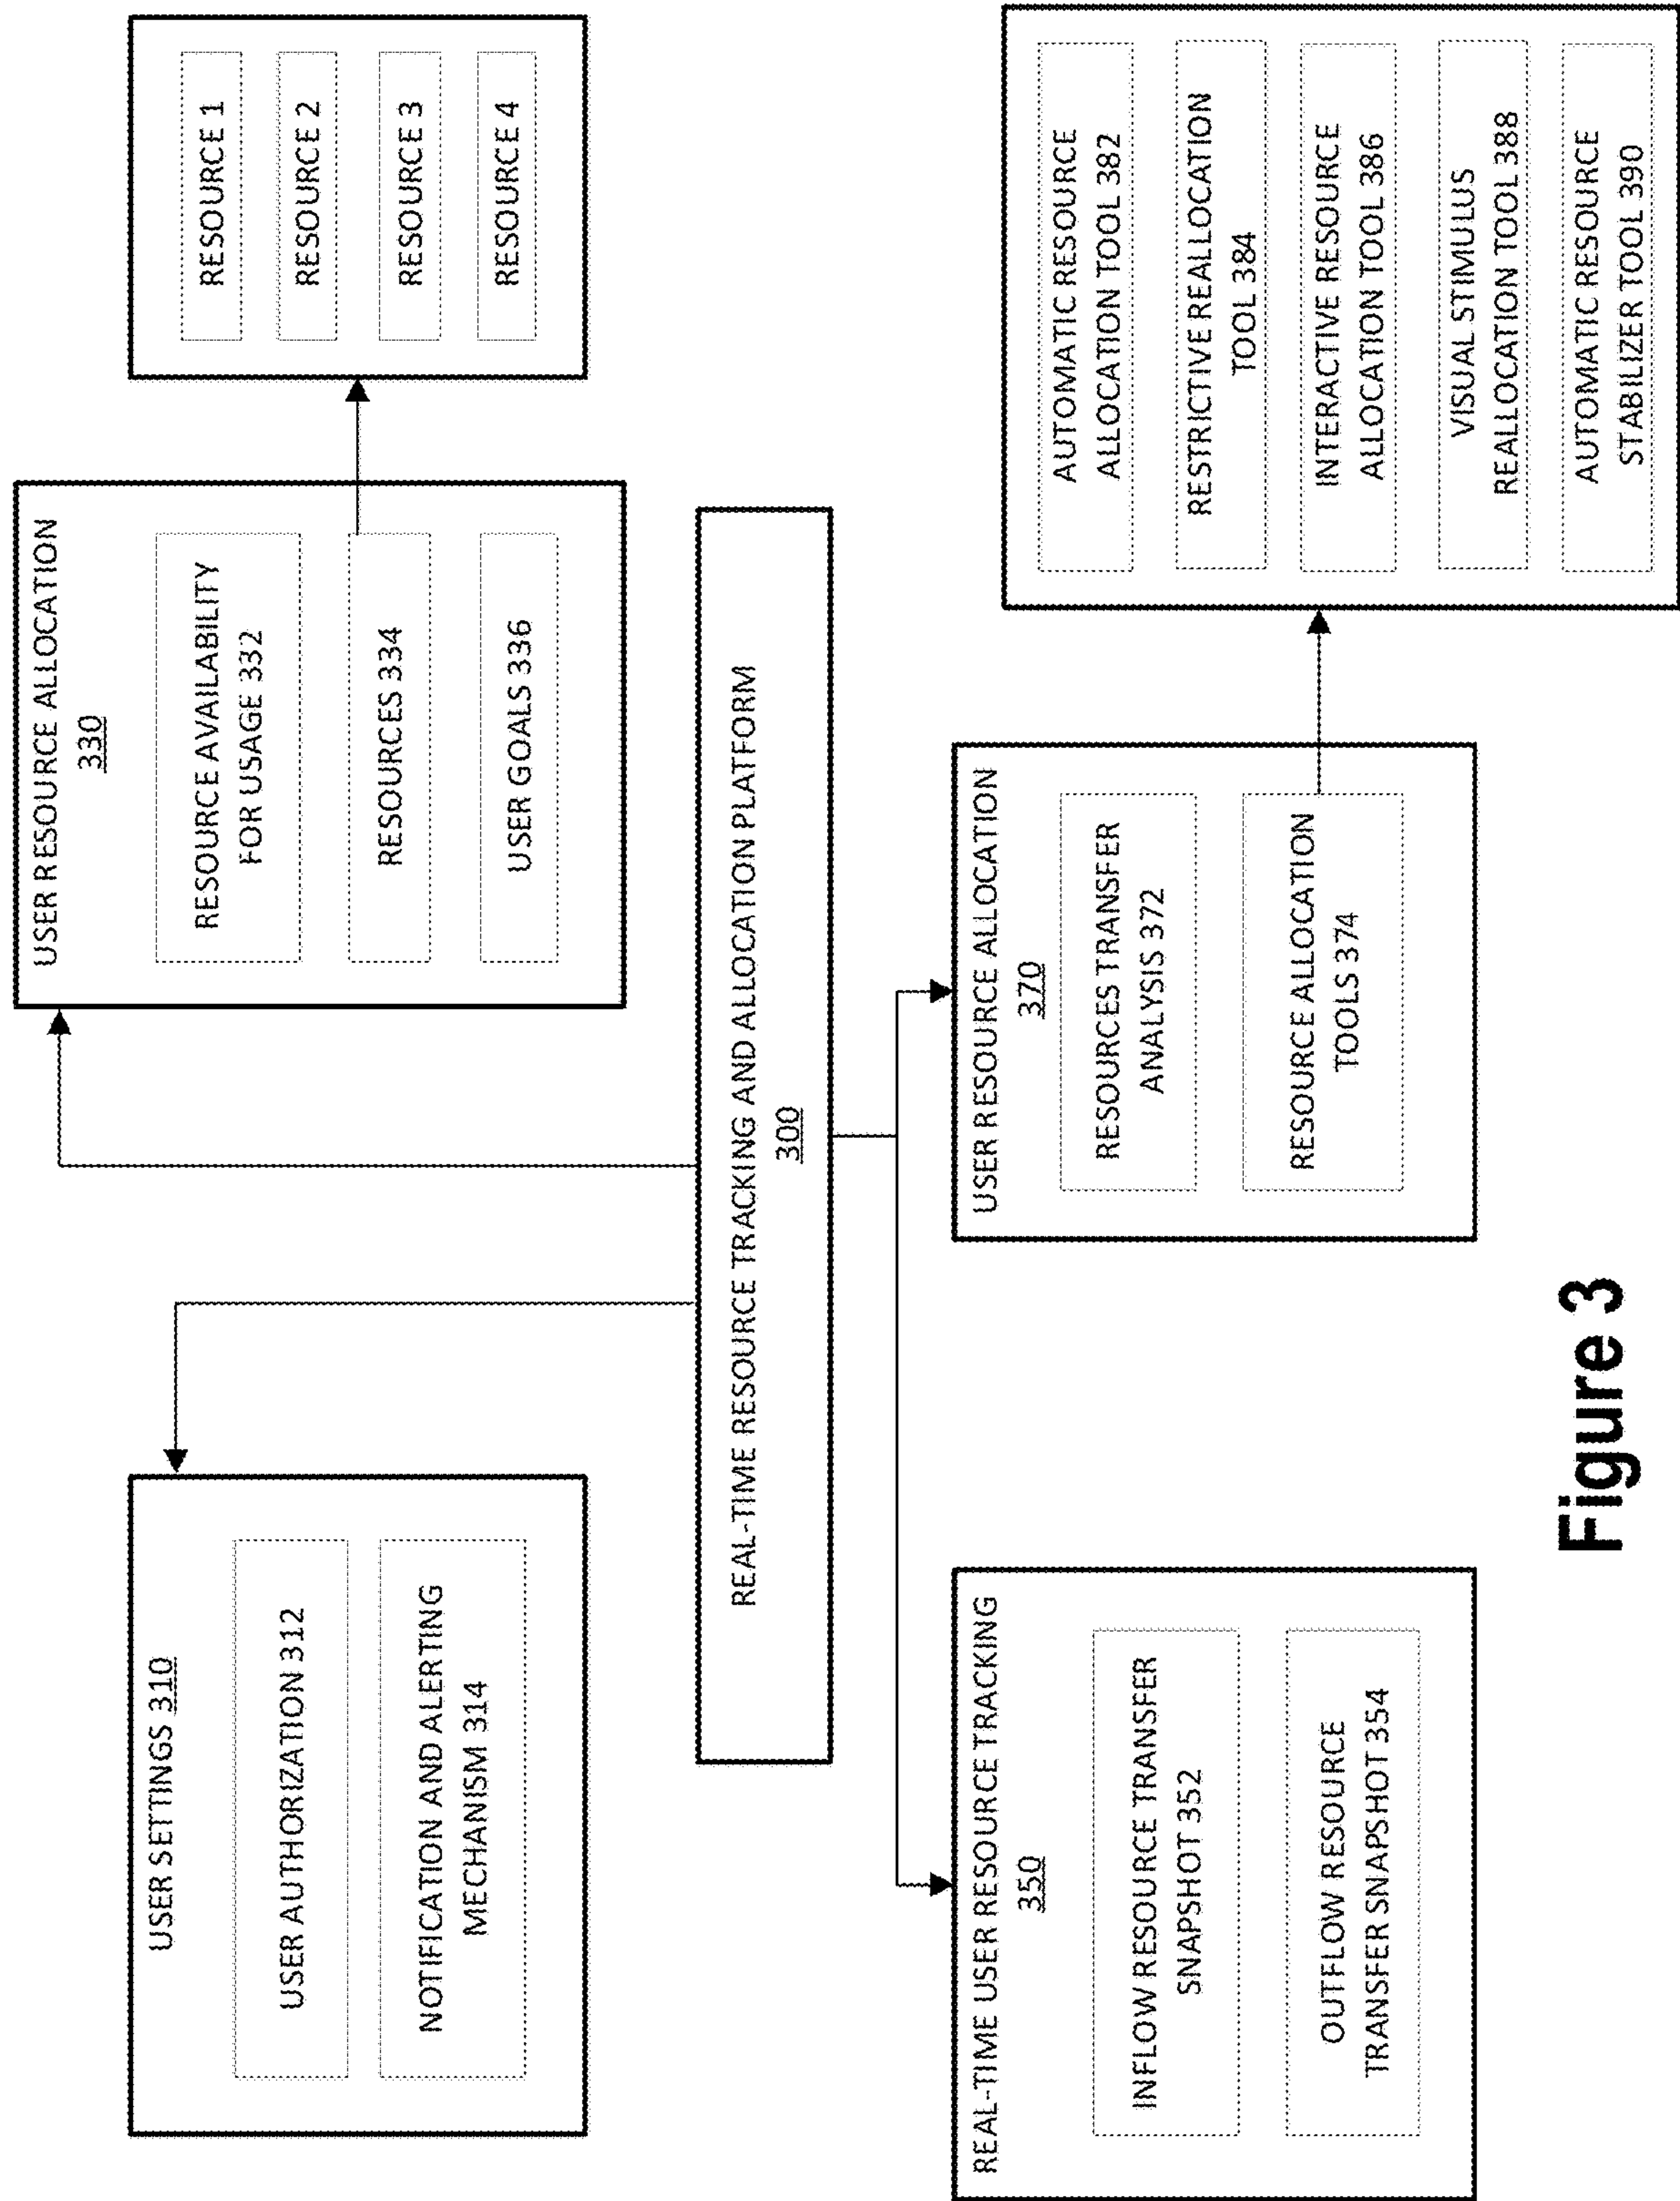 USER SETTINGS 310
USER AUTHORIZATION 312
NOTIFICATION AND ALERTING
MECHANISM 314
USER RESOURCE ALLOCATION
330
RESOURCE AVAILABILITY
FOR USAGE 332
RESOURCES 334
USER GOALS 336
RESOURCE 1
RESOURCE 2
RESOURCE 3
RESOURCE 4
REAL-TIME RESOURCE TRACKING AND ALLOCATION PLATFORM
300
REAL-TIME USER RESOURCE TRACKING
350
INFLOW RESOURCE TRANSFER
SNAPSHOT 352
OUTFLOW RESOURCE
TRANSFER SNAPSHOT 354
USER RESOURCE ALLOCATION
370
RESOURCES TRANSFER
ANALYSIS 372
RESOURCE ALLOCATION
TOOLS 374
AUTOMATIC RESOURCE
ALLOCATION TOOL 382
RESTRICTIVE REALLOCATION
TOOL 384
INTERACTIVE RESOURCE
ALLOCATION TOOL 386
VISUAL STIMULUS
REALLOCATION TOOL 388
AUTOMATIC RESOURCE
STABILIZER TOOL 390
Figure 3